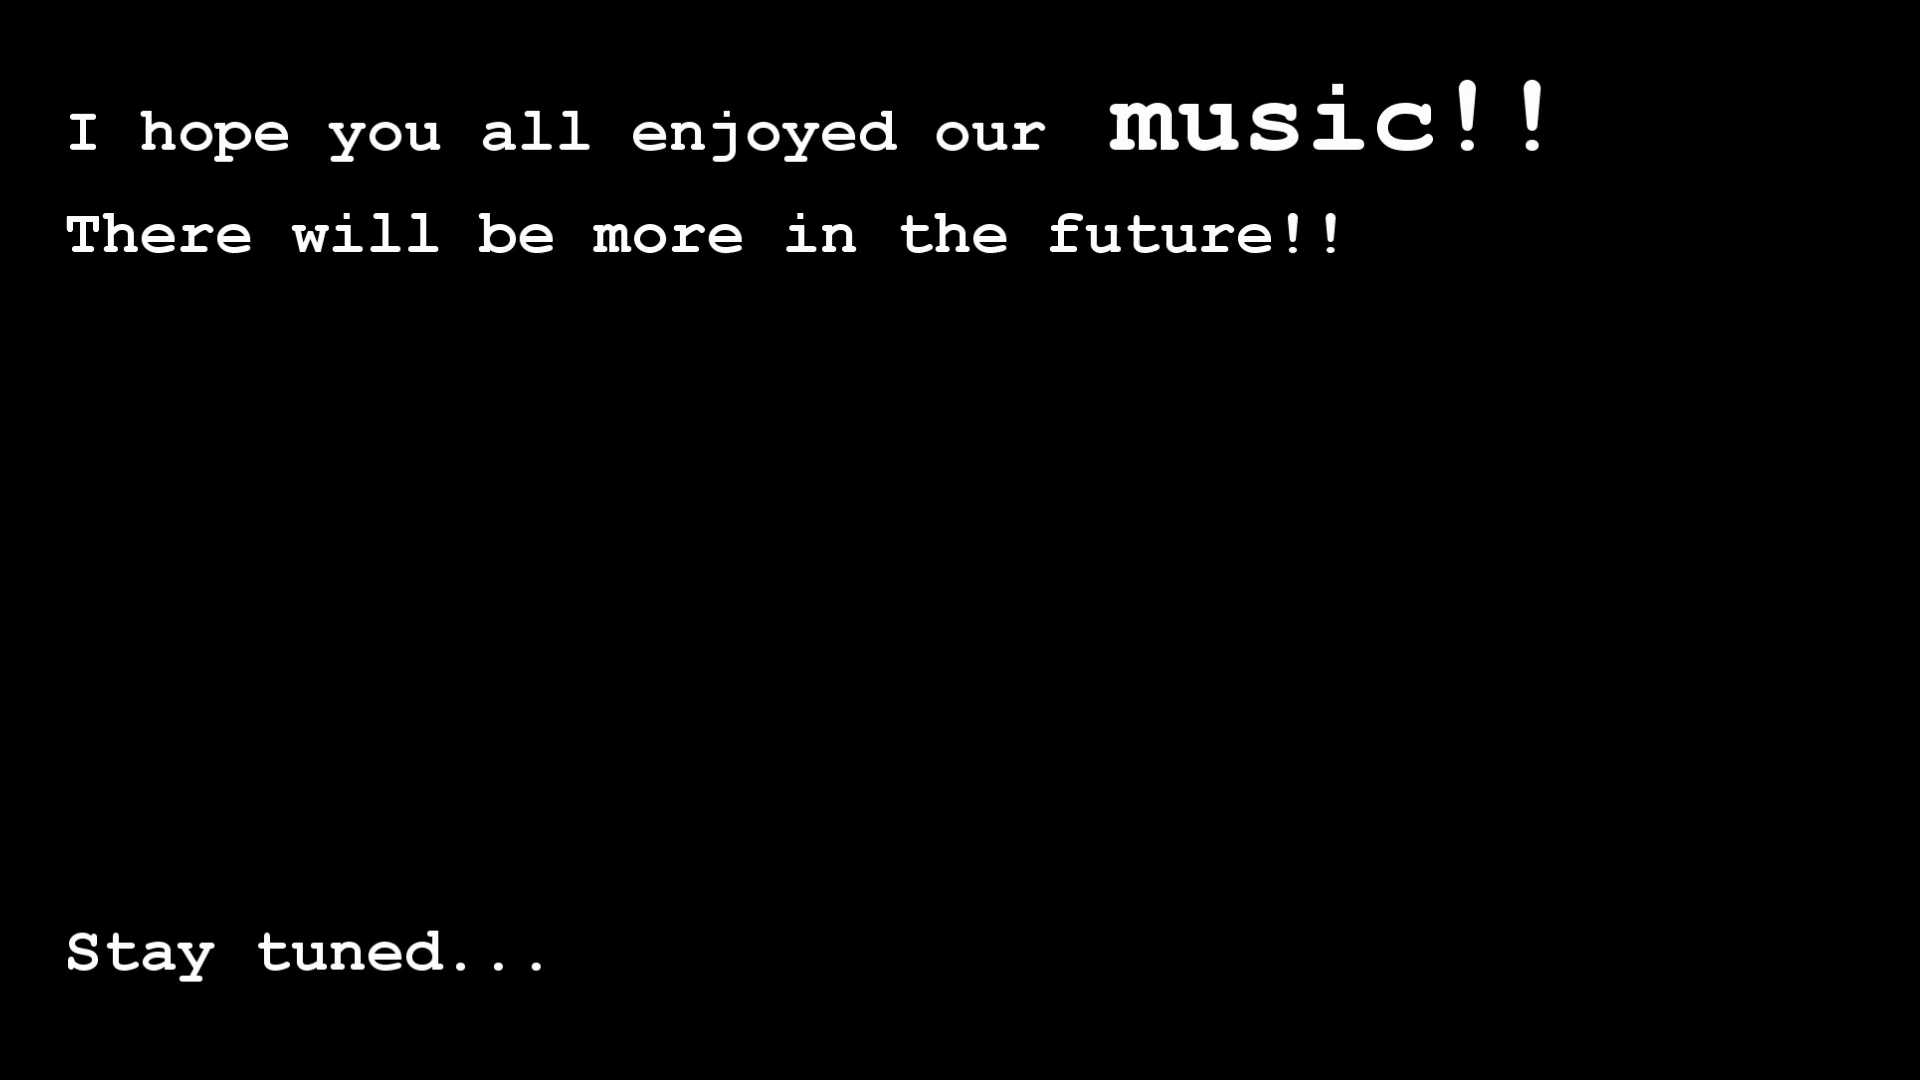 I hope you all enjoyed our music!!
There will be more in the future!!
Stay tuned...